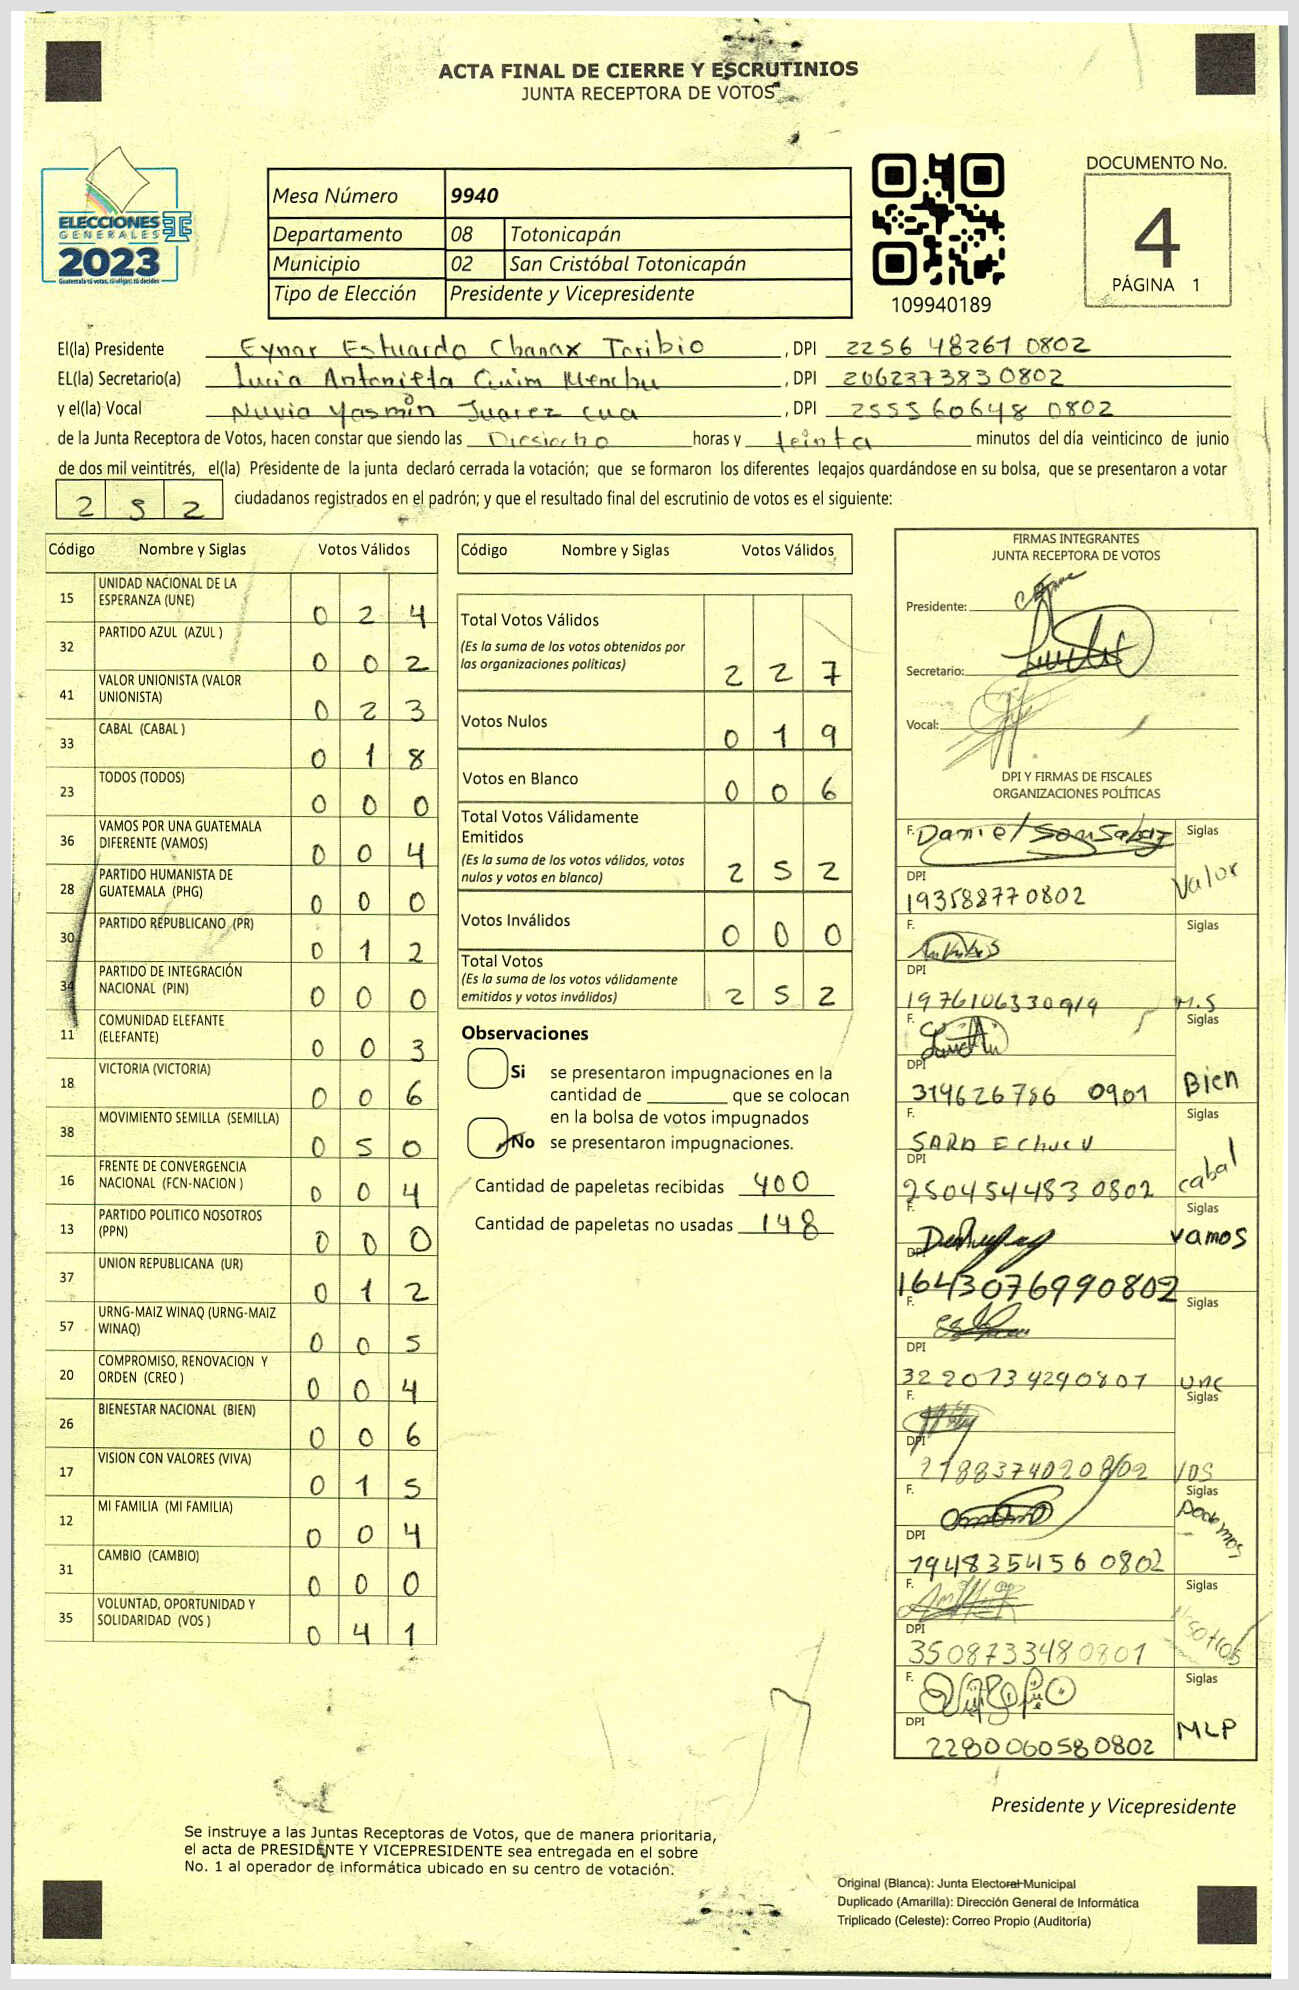 ACTA FINAL DE CIERRE Y ESCRUTINIOS
JUNTA RECEPTORA DE VOTOS
ELECCIONES
GENERALES
2023
Guatemala tú votas, tú eliges, tú decides
Mesa Número 9940
Departamento 08 Totonicapán
Municipio 02 San Cristóbal Totonicapán
Tipo de Elección Presidente y Vicepresidente
109940189
DOCUMENTO No.
4
PÁGINA 1
El(la) Presidente Eynar Estuardo Chanax Toribio , DPI 2256 48261 0802
EL(la) Secretario(a) Lucia Antonieta Quim Menchu , DPI 206237383 0802
y el(la) Vocal Nuvia Yasmin Juarez cua , DPI 255560648 0802
de la Junta Receptora de Votos, hacen constar que siendo las Diesiocho horas y teinta minutos del día veinticinco de junio
de dos mil veintitrés, el(la) Presidente de la junta declaró cerrada la votación; que se formaron los diferentes legajos guardándose en su bolsa, que se presentaron a votar
2 5 2 ciudadanos registrados en el padrón; y que el resultado final del escrutinio de votos es el siguiente:
Código Nombre y Siglas Votos Válidos
15 UNIDAD NACIONAL DE LA ESPERANZA (UNE) 0 2 4
32 PARTIDO AZUL (AZUL ) 0 0 2
41 VALOR UNIONISTA (VALOR UNIONISTA) 0 2 3
33 CABAL (CABAL ) 0 1 8
23 TODOS (TODOS) 0 0 0
36 VAMOS POR UNA GUATEMALA DIFERENTE (VAMOS) 0 0 4
28 PARTIDO HUMANISTA DE GUATEMALA (PHG) 0 0 0
30 PARTIDO REPUBLICANO (PR) 0 1 2
34 PARTIDO DE INTEGRACIÓN NACIONAL (PIN) 0 0 0
11 COMUNIDAD ELEFANTE (ELEFANTE) 0 0 3
18 VICTORIA (VICTORIA) 0 0 6
38 MOVIMIENTO SEMILLA (SEMILLA) 0 5 0
16 FRENTE DE CONVERGENCIA NACIONAL (FCN-NACION ) 0 0 4
13 PARTIDO POLITICO NOSOTROS (PPN) 0 0 0
37 UNION REPUBLICANA (UR) 0 1 2
57 URNG-MAIZ WINAQ (URNG-MAIZ WINAQ) 0 0 5
20 COMPROMISO, RENOVACION Y ORDEN (CREO ) 0 0 4
26 BIENESTAR NACIONAL (BIEN) 0 0 6
17 VISION CON VALORES (VIVA) 0 1 5
12 MI FAMILIA (MI FAMILIA) 0 0 4
31 CAMBIO (CAMBIO) 0 0 0
35 VOLUNTAD, OPORTUNIDAD Y SOLIDARIDAD (VOS ) 0 4 1
Código Nombre y Siglas Votos Válidos
Total Votos Válidos 2 2 7
(Es la suma de los votos obtenidos por
las organizaciones políticas)
Votos Nulos 0 1 9
Votos en Blanco 0 0 6
Total Votos Válidamente
Emitidos 2 5 2
(Es la suma de los votos válidos, votos
nulos y votos en blanco)
Votos Inválidos 0 0 0
Total Votos 2 5 2
(Es la suma de los votos válidamente
emitidos y votos inválidos)
Observaciones
Si se presentaron impugnaciones en la
cantidad de ________ que se colocan
en la bolsa de votos impugnados
No se presentaron impugnaciones.
Cantidad de papeletas recibidas 400
Cantidad de papeletas no usadas 148
FIRMAS INTEGRANTES
JUNTA RECEPTORA DE VOTOS
Presidente:
Secretario:
Vocal:
DPI Y FIRMAS DE FISCALES
ORGANIZACIONES POLÍTICAS
F. Daniel Siglas
DPI 193588770802 Valor
F. Siglas
DPI 1976106330919 M.S
F. Siglas
DPI 314626786 0901 Bien
F. SARA E Chuc U Siglas
DPI 250454483 0802 cabal
F. Siglas
DPI 1643076990802 vamos
F. Siglas
DPI 3220134290801 une
F. Siglas
DPI 2188374020802 VOS
F. Siglas
DPI 194835456 0802 Podemos
F. Siglas
DPI 3508733480801 Nosotros
F. Siglas
DPI 2280060580802 MLP
Presidente y Vicepresidente
Se instruye a las Juntas Receptoras de Votos, que de manera prioritaria,
el acta de PRESIDENTE Y VICEPRESIDENTE sea entregada en el sobre
No. 1 al operador de informática ubicado en su centro de votación.
Original (Blanca): Junta Electoral Municipal
Duplicado (Amarilla): Dirección General de Informática
Triplicado (Celeste): Correo Propio (Auditoría)